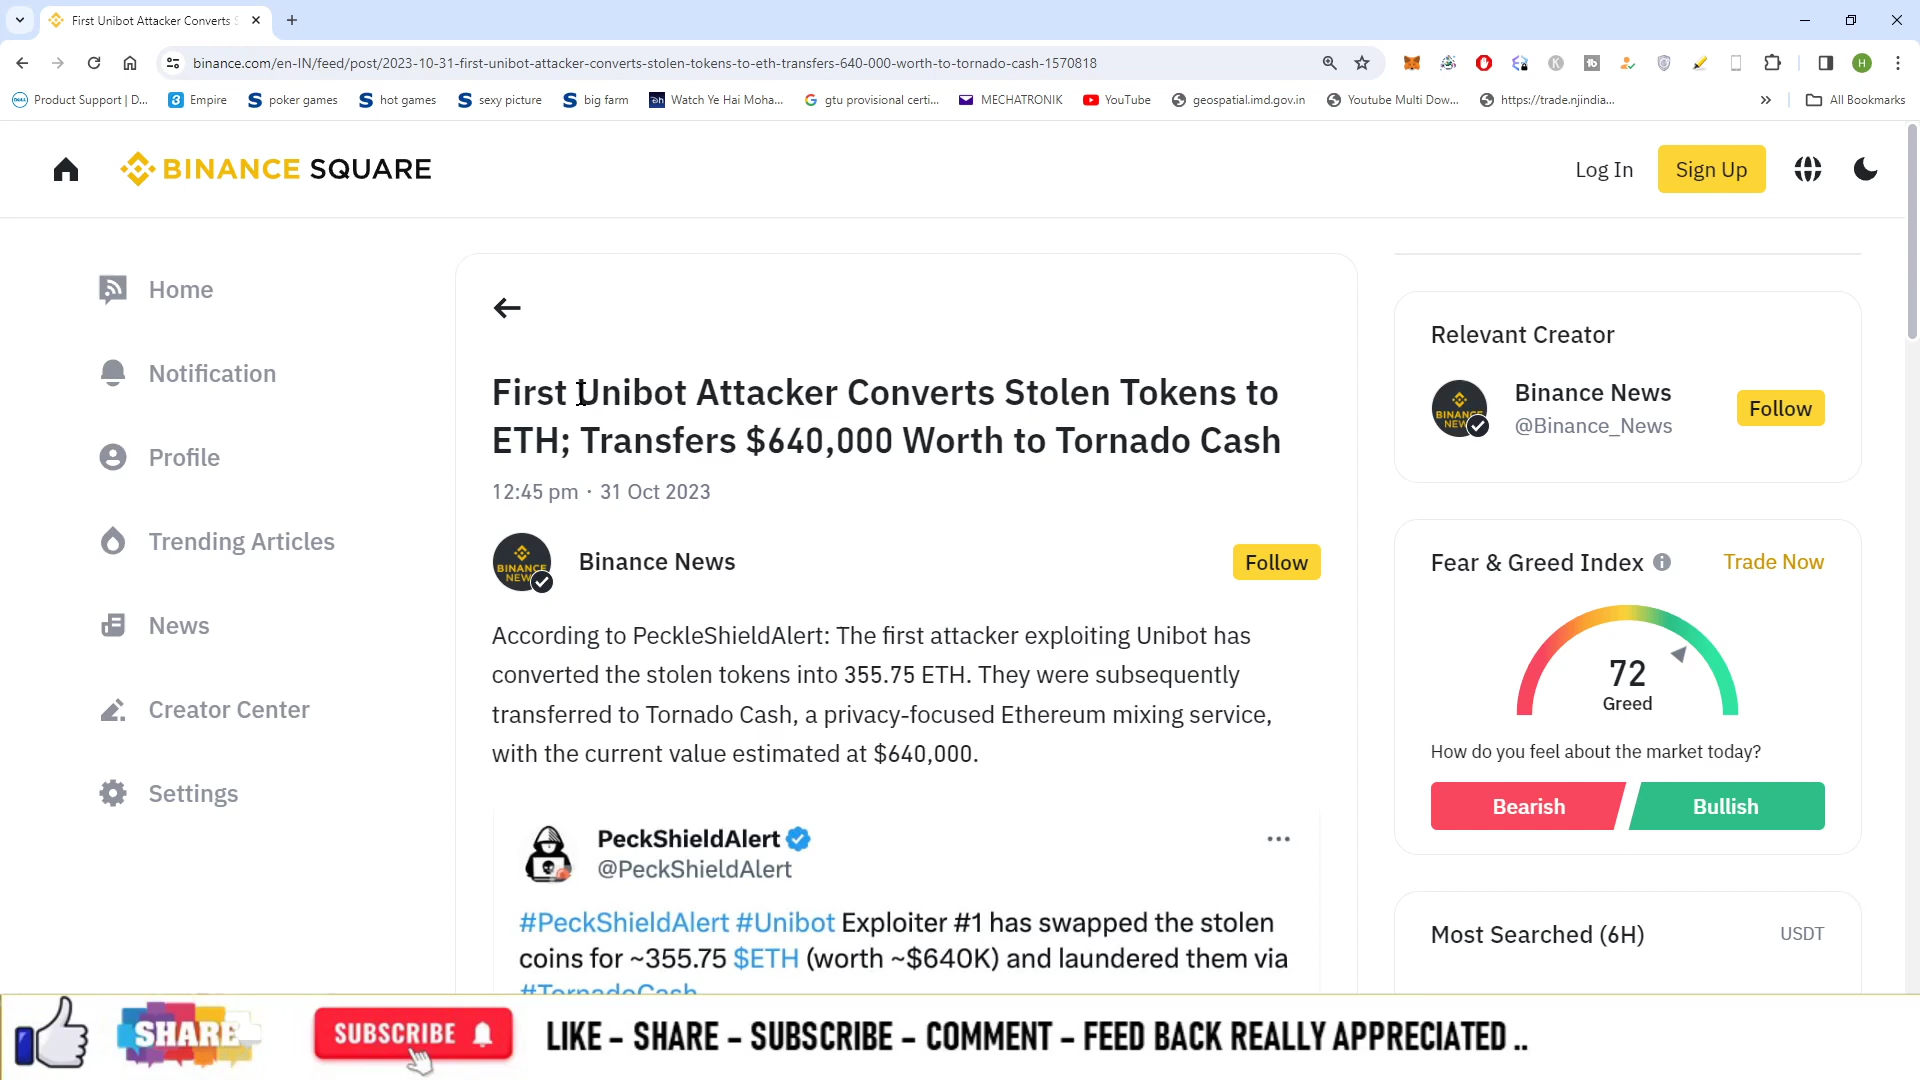 First Unibot Attacker Converts S
binance.com/en-IN/feed/post/2023-10-31-first-unibot-attacker-converts-stolen-tokens-to-eth-transfers-640-000-worth-to-tornado-cash-1570818
H
Product Support | D... Empire poker games hot games sexy picture big farm Watch Ye Hai Moha... gtu provisional certi... MECHATRONIK YouTube geospatial.imd.gov.in Youtube Multi Dow... https://trade.njindia... » All Bookmarks
BINANCE SQUARE
Log In
Sign Up
Home
Notification
Profile
Trending Articles
News
Creator Center
Settings
First Unibot Attacker Converts Stolen Tokens to
ETH; Transfers $640,000 Worth to Tornado Cash
12:45 pm · 31 Oct 2023
BINANCE
NEWS
Binance News
Follow
According to PeckleShieldAlert: The first attacker exploiting Unibot has
converted the stolen tokens into 355.75 ETH. They were subsequently
transferred to Tornado Cash, a privacy-focused Ethereum mixing service,
with the current value estimated at $640,000.
PeckShieldAlert
@PeckShieldAlert
#PeckShieldAlert #Unibot Exploiter #1 has swapped the stolen
coins for ~355.75 $ETH (worth ~$640K) and laundered them via
#TornadoCash
Relevant Creator
BINANCE
NEWS
Binance News
@Binance_News
Follow
Fear & Greed Index
Trade Now
72
Greed
How do you feel about the market today?
Bearish
Bullish
Most Searched (6H)
USDT
SHARE
SUBSCRIBE
LIKE – SHARE – SUBSCRIBE – COMMENT – FEED BACK REALLY APPRECIATED ..